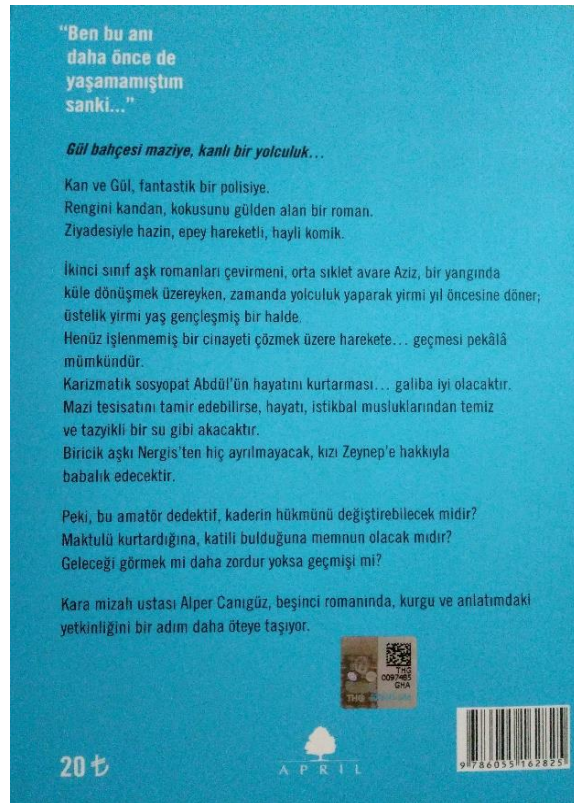 “Ben bu anı
daha önce de
yaşamamıştım
sanki...”
Gül bahçesi maziye, kanlı bir yolculuk...
Kan ve Gül, fantastik bir polisiye.
Rengini kandan, kokusunu gülden alan bir roman.
Ziyadesiyle hazin, epey hareketli, hayli komik.
İkinci sınıf aşk romanları çevirmeni, orta sıklet avare Aziz, bir yangında
küle dönüşmek üzereyken, zamanda yolculuk yaparak yirmi yıl öncesine döner;
üstelik yirmi yaş gençleşmiş bir halde.
Henüz işlenmemiş bir cinayeti çözmek üzere harekete... geçmesi pekâlâ
mümkündür.
Karizmatik sosyopat Abdül’ün hayatını kurtarması... galiba iyi olacaktır.
Mazi tesisatını tamir edebilirse, hayatı, istikbal musluklarından temiz
ve tazyikli bir su gibi akacaktır.
Biricik aşkı Nergis’ten hiç ayrılmayacak, kızı Zeynep’e hakkıyla
babalık edecektir.
Peki, bu amatör dedektif, kaderin hükmünü değiştirebilecek midir?
Maktulü kurtardığına, katili bulduğuna memnun olacak mıdır?
Geleceği görmek mi daha zordur yoksa geçmişi mi?
Kara mizah ustası Alper Canıgüz, beşinci romanında, kurgu ve anlatımdaki
yetkinliğini bir adım daha öteye taşıyor.
THG
0097485
GHA
THG
20 ₺
APRIL
9 786055 162825